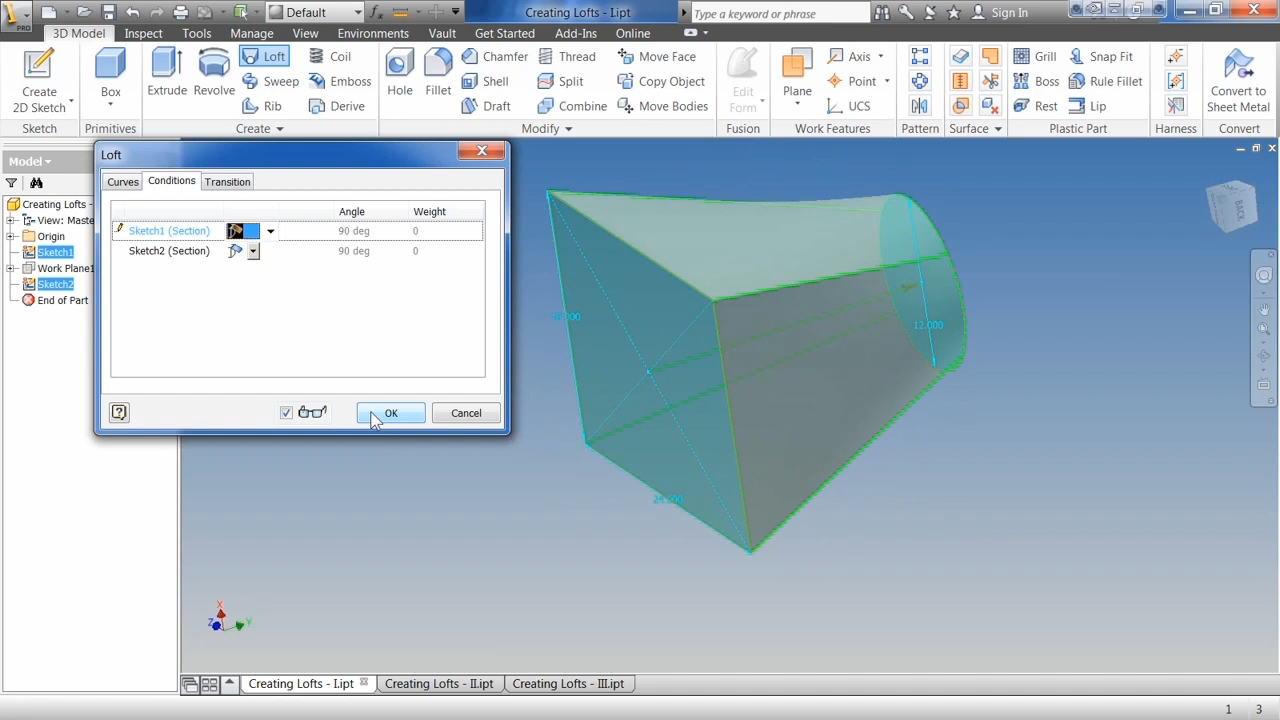 Default
Creating Lofts - I.ipt
Type a keyword or phrase
Sign In
PRO
3D Model Inspect Tools Manage View Environments Vault Get Started Add-Ins Online
Create
2D Sketch
Box
Extrude
Revolve
Loft
Sweep
Rib
Coil
Emboss
Derive
Hole
Fillet
Chamfer
Shell
Draft
Thread
Split
Combine
Move Face
Copy Object
Move Bodies
Edit
Form
Plane
Axis
Point
UCS
Grill
Boss
Rest
Snap Fit
Rule Fillet
Lip
Convert to
Sheet Metal
Sketch Primitives Create Modify Fusion Work Features Pattern Surface Plastic Part Harness Convert
Model
Creating Lofts -
View: Maste
Origin
Sketch1
Work Plane1
Sketch2
End of Part
Loft
Curves Conditions Transition
Angle Weight
Sketch1 (Section) 90 deg 0
Sketch2 (Section) 90 deg 0
OK Cancel
12.000
BACK
X
Y
Z
Creating Lofts - I.ipt Creating Lofts - II.ipt Creating Lofts - III.ipt
1 3